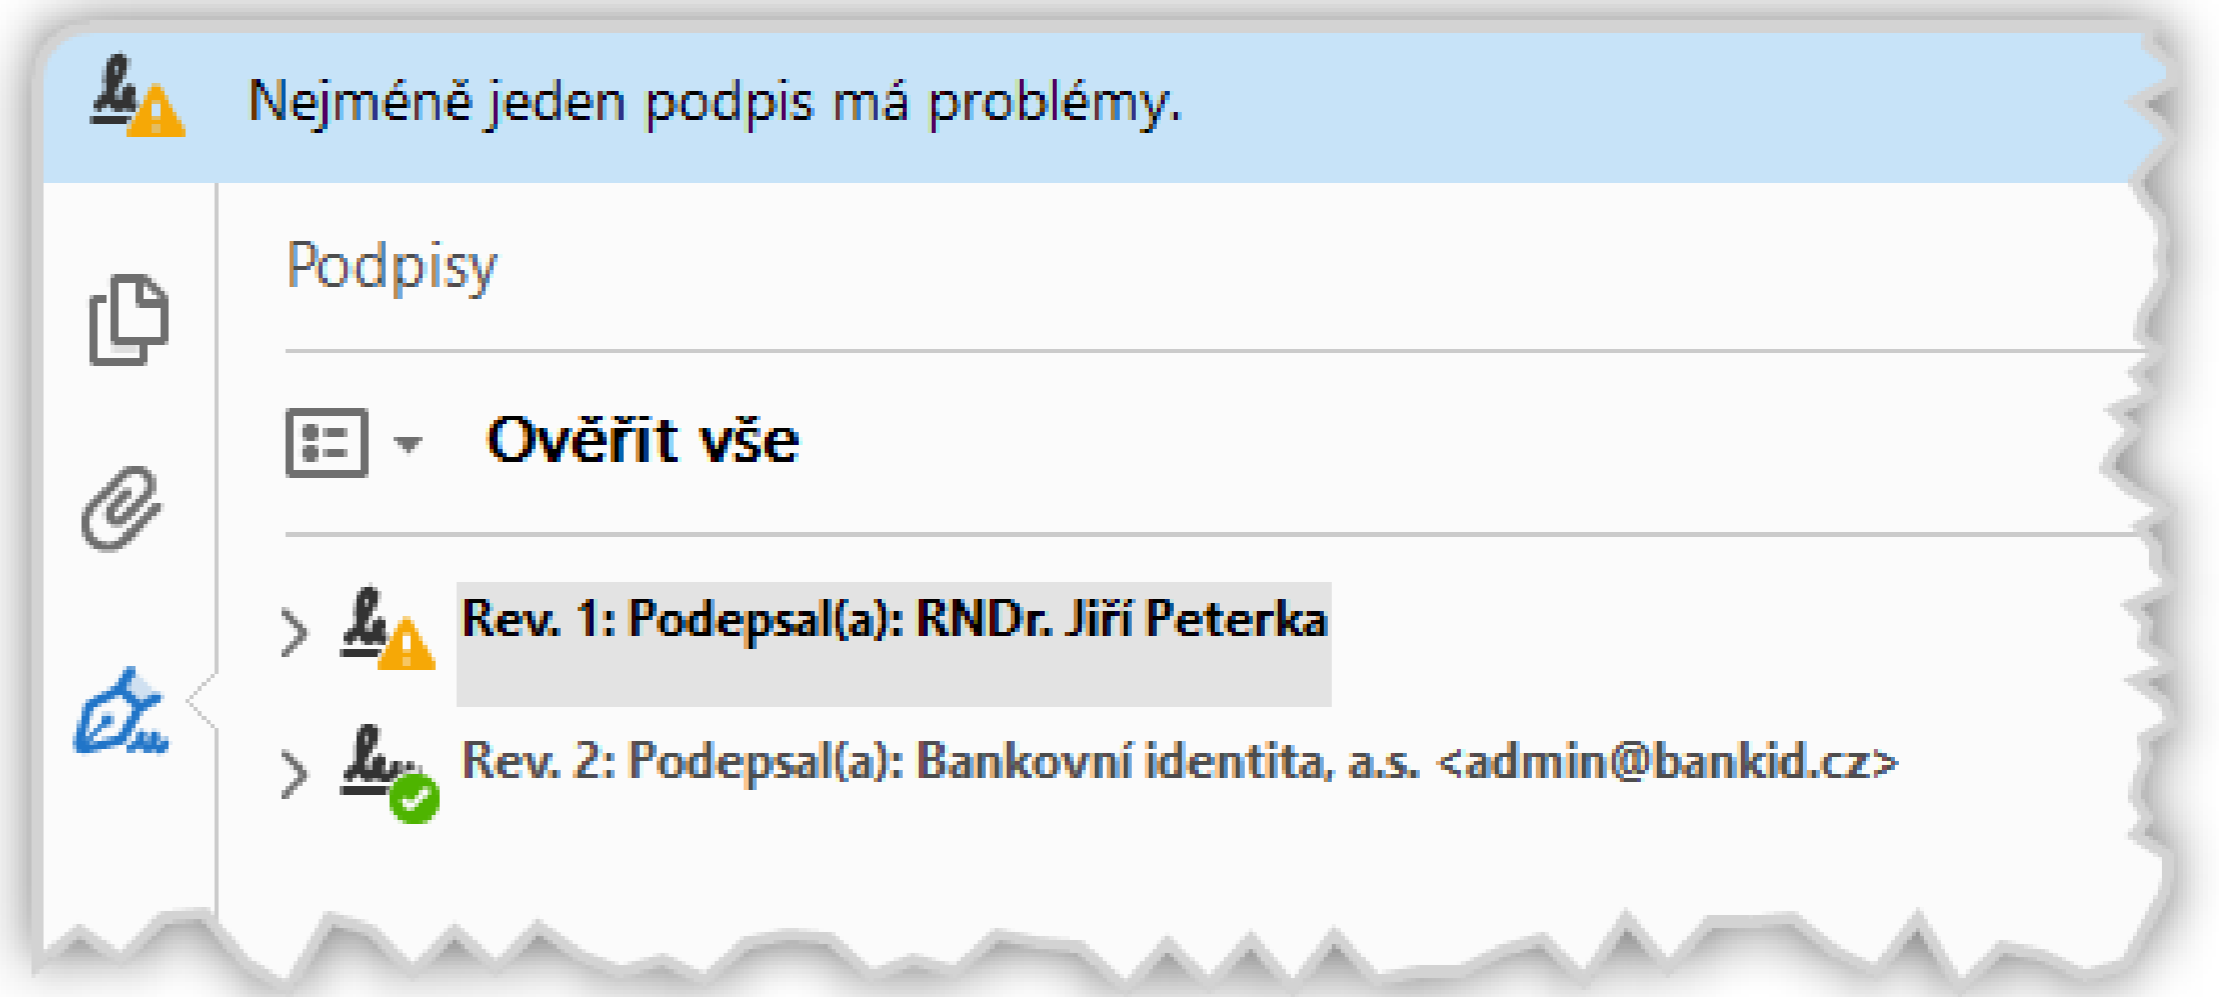 Nejméně jeden podpis má problémy.
Podpisy
Ověřit vše
Rev. 1: Podepsal(a): RNDr. Jiří Peterka
Rev. 2: Podepsal(a): Bankovní identita, a.s. <admin@bankid.cz>